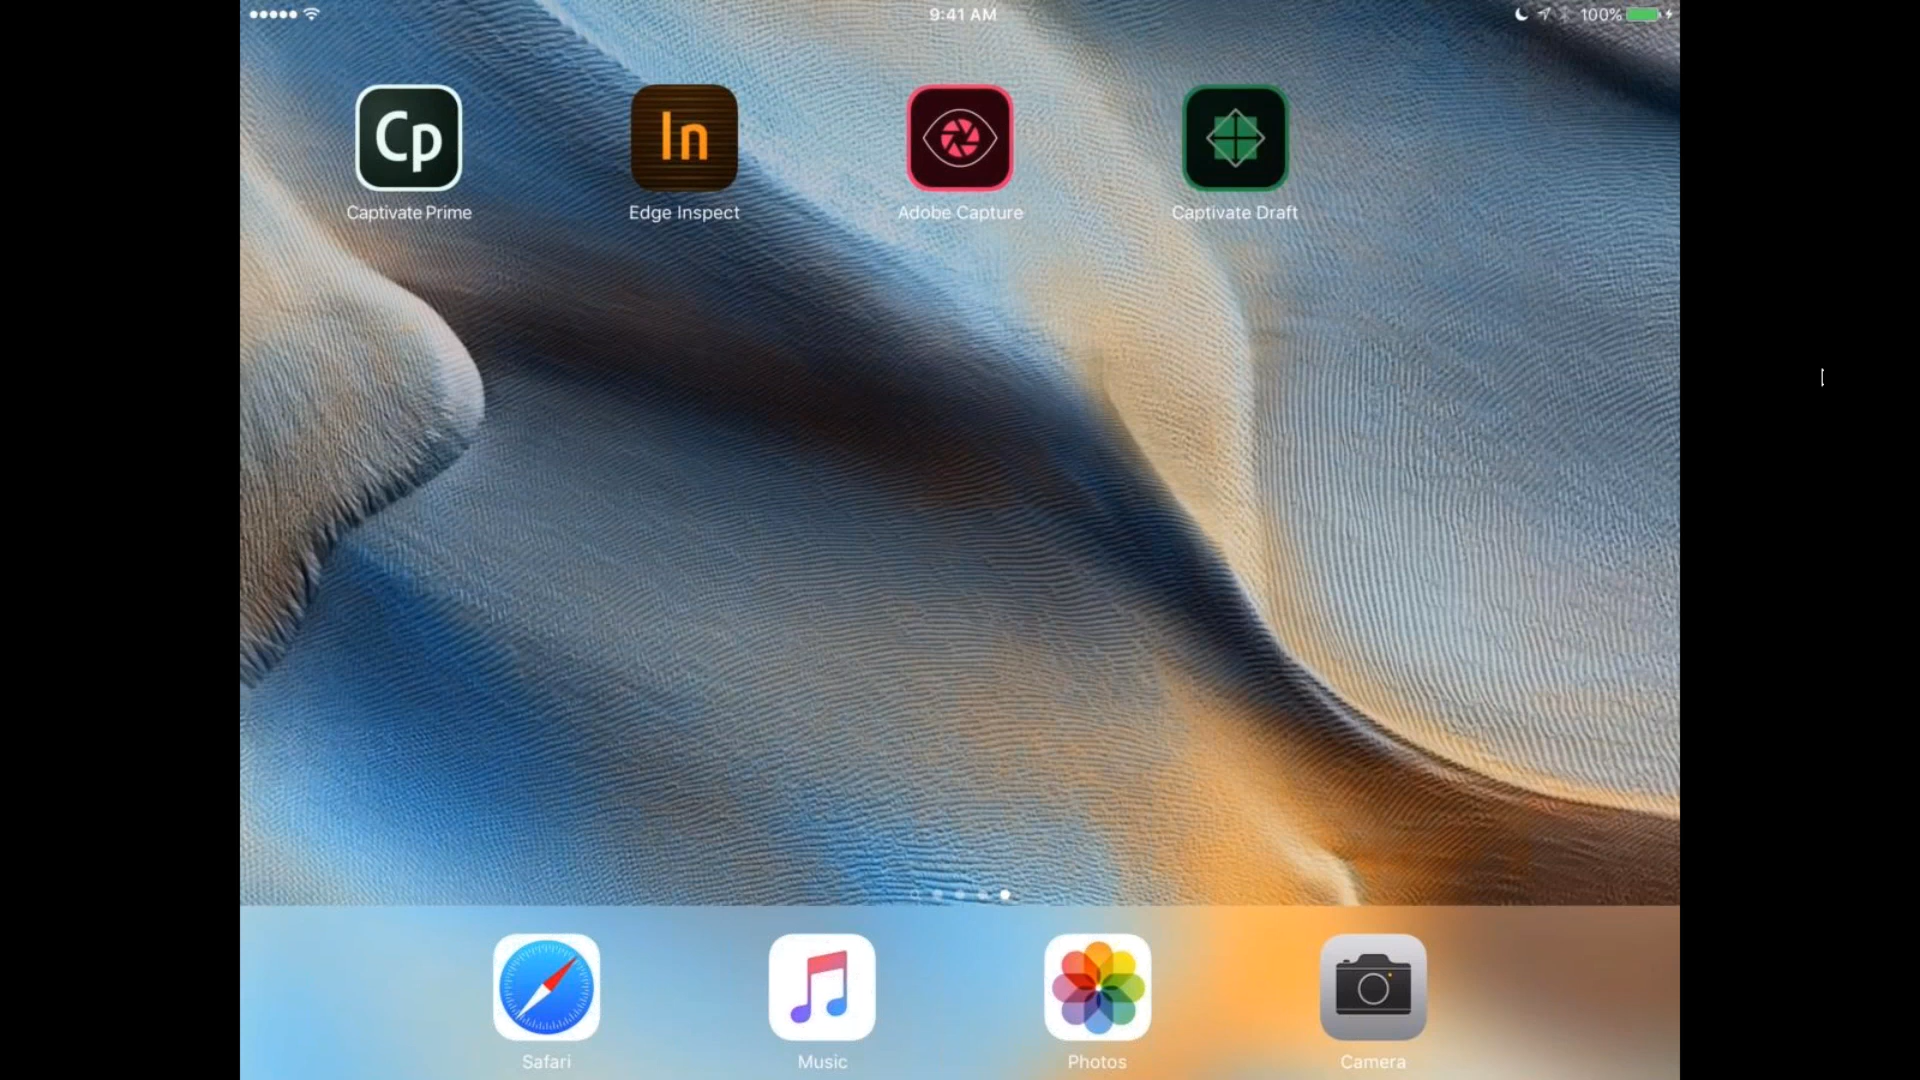 9:41 AM
100%
Cp
In
Captivate Prime
Edge Inspect
Adobe Capture
Captivate Draft
Safari
Music
Photos
Camera